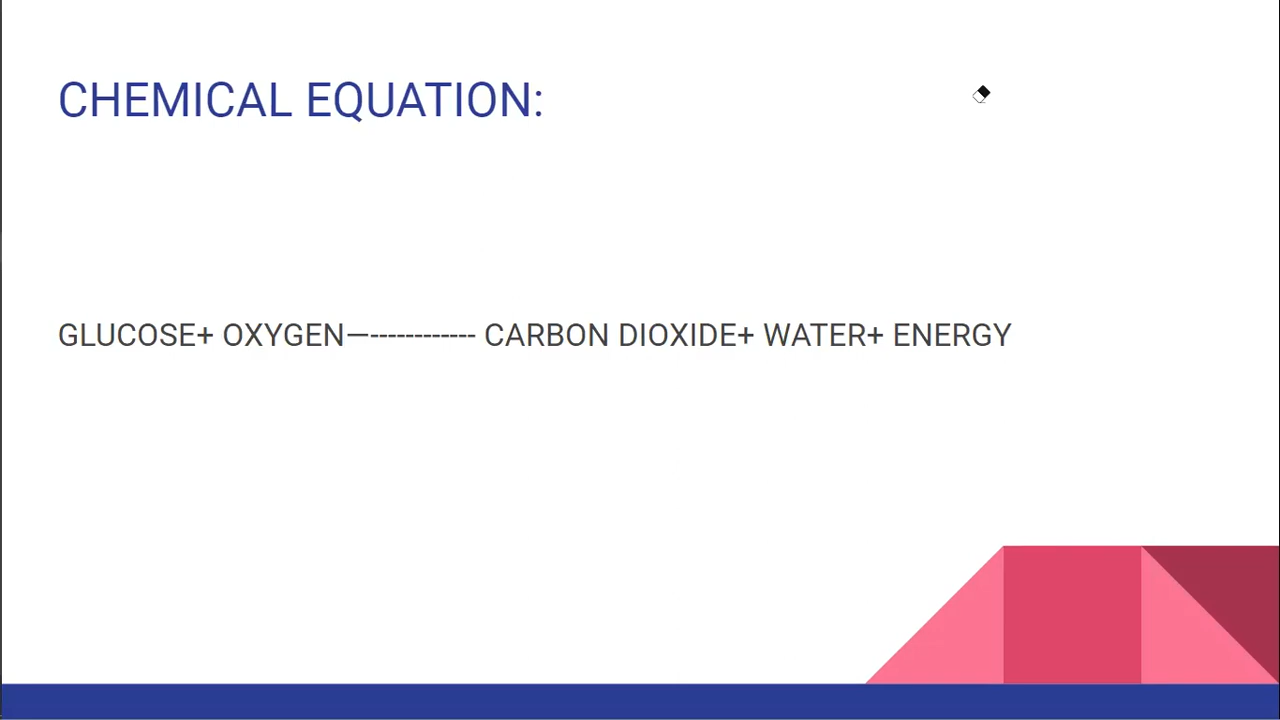 CHEMICAL EQUATION:
GLUCOSE+ OXYGEN—------------ CARBON DIOXIDE+ WATER+ ENERGY